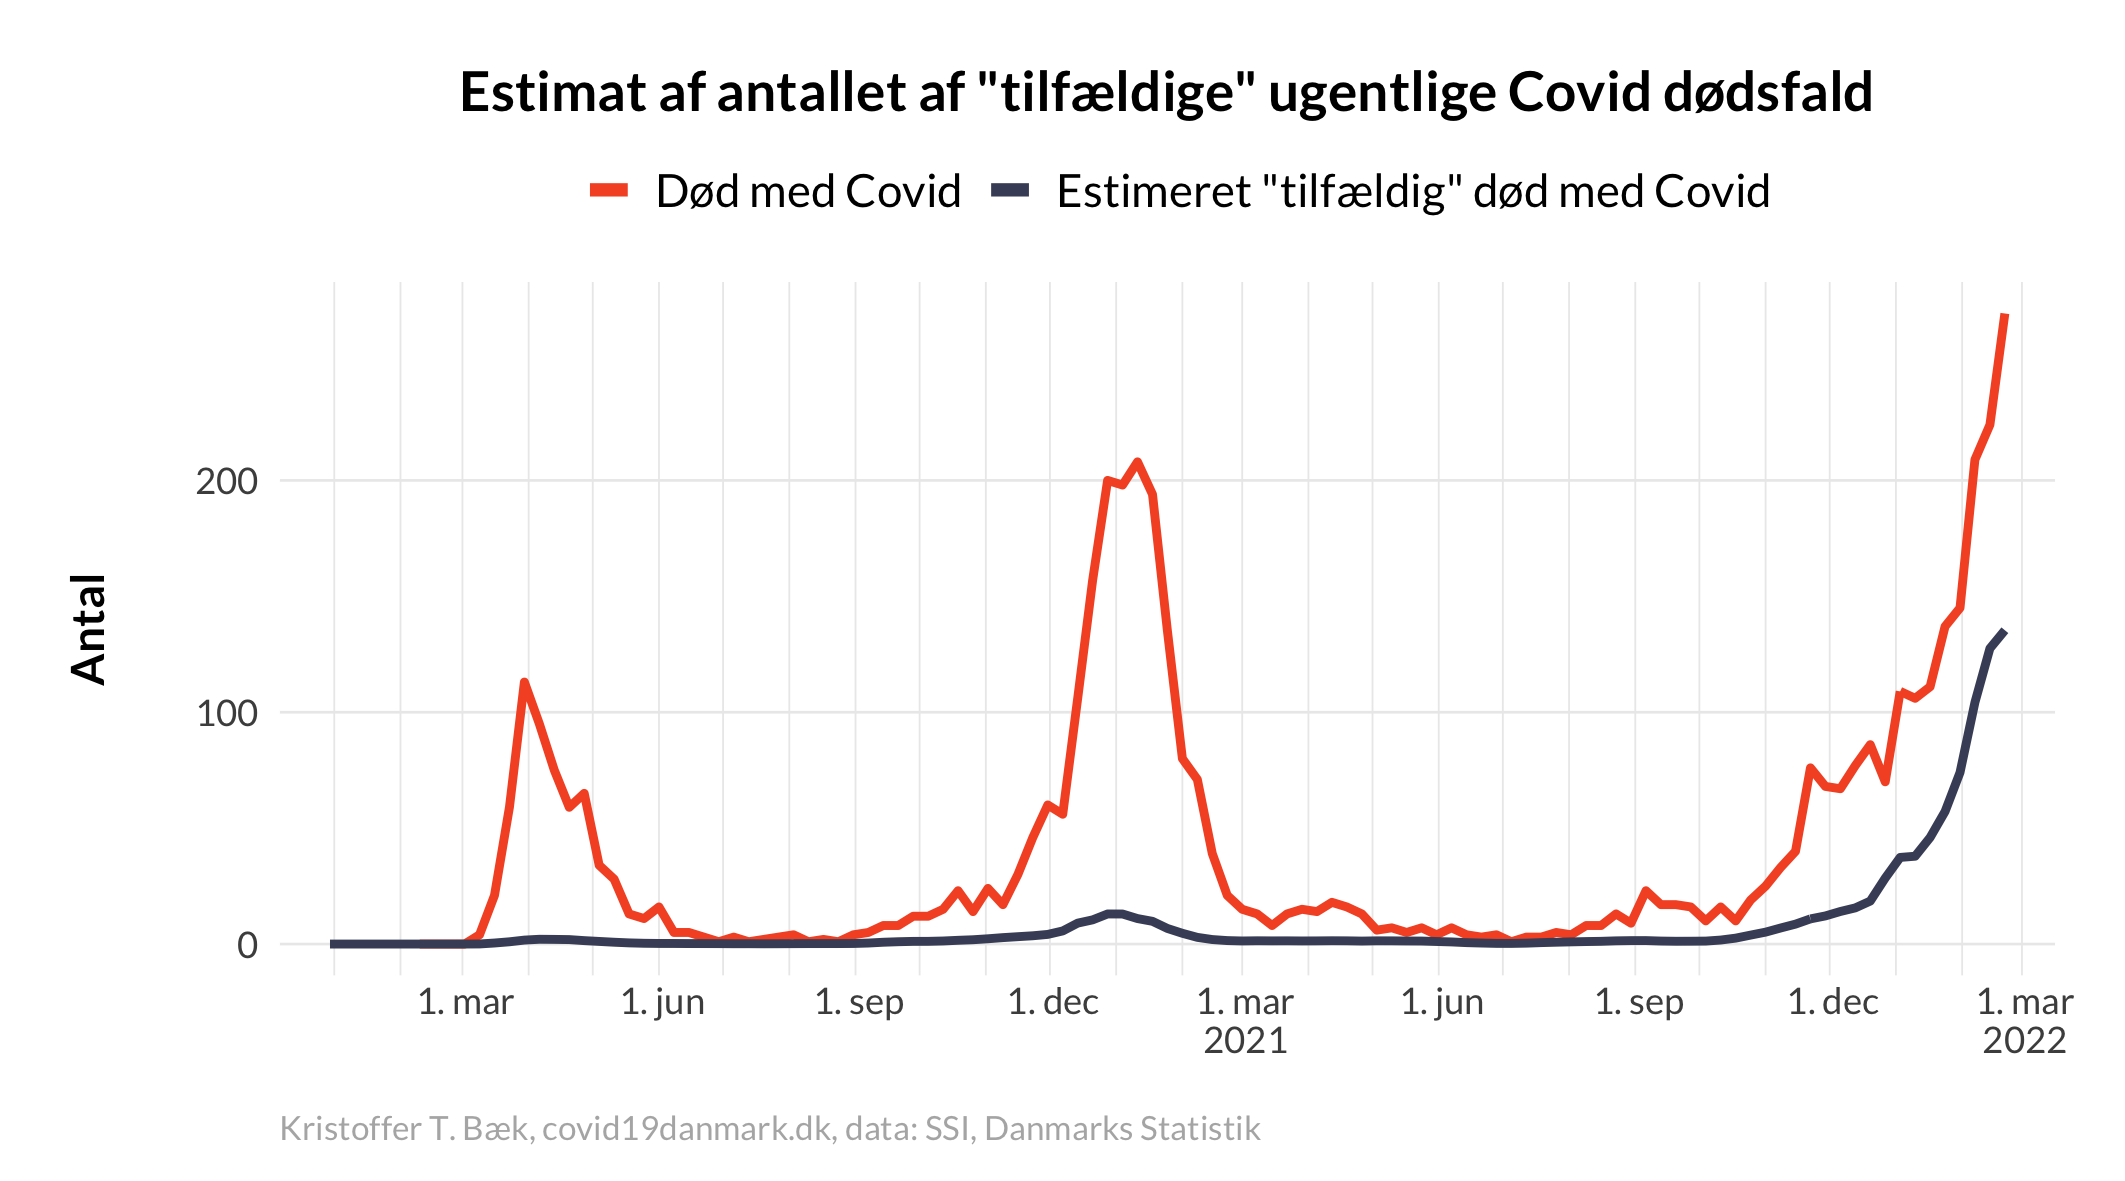 Estimat af antallet af "tilfældige" ugentlige Covid dødsfald
Død med Covid
Estimeret "tilfældig" død med Covid
Antal
200
100
0
1. mar
1. jun
1. sep
1. dec
1. mar
2021
1. jun
1. sep
1. dec
1. mar
2022
Kristoffer T. Bæk, covid19danmark.dk, data: SSI, Danmarks Statistik